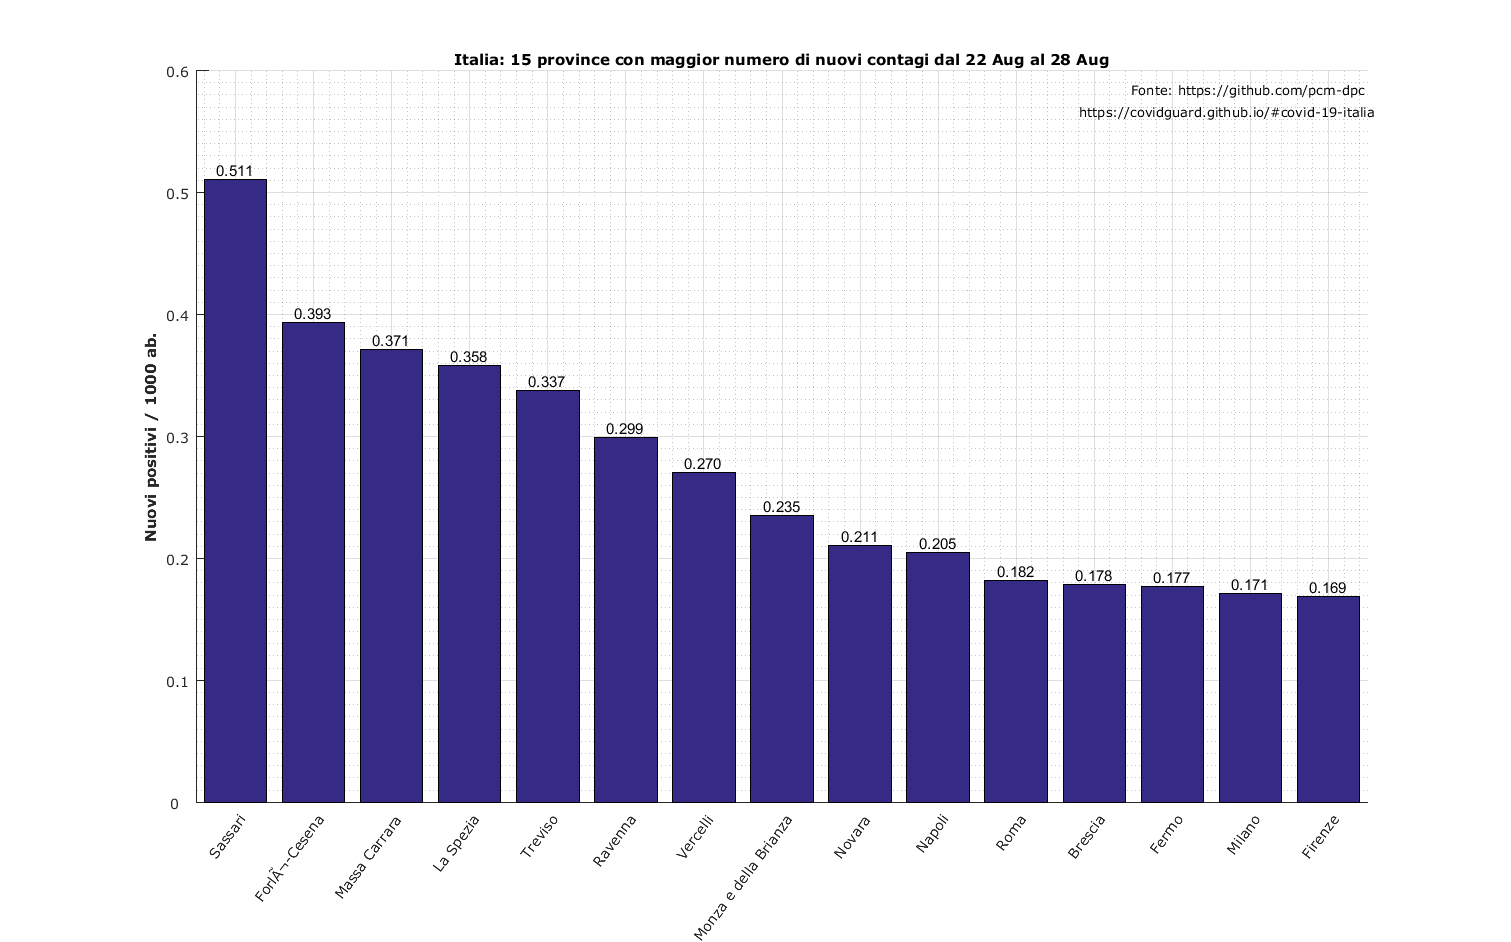 Italia: 15 province con maggior numero di nuovi contagi dal 22 Aug al 28 Aug
Fonte: https://github.com/pcm-dpc
https://covidguard.github.io/#covid-19-italia
Nuovi positivi / 1000 ab.
0.6
0.5
0.4
0.3
0.2
0.1
0
0.511
0.393
0.371
0.358
0.337
0.299
0.270
0.235
0.211
0.205
0.182
0.178
0.177
0.171
0.169
Sassari
ForlÃ¬-Cesena
Massa Carrara
La Spezia
Treviso
Ravenna
Vercelli
Monza e della Brianza
Novara
Napoli
Roma
Brescia
Fermo
Milano
Firenze